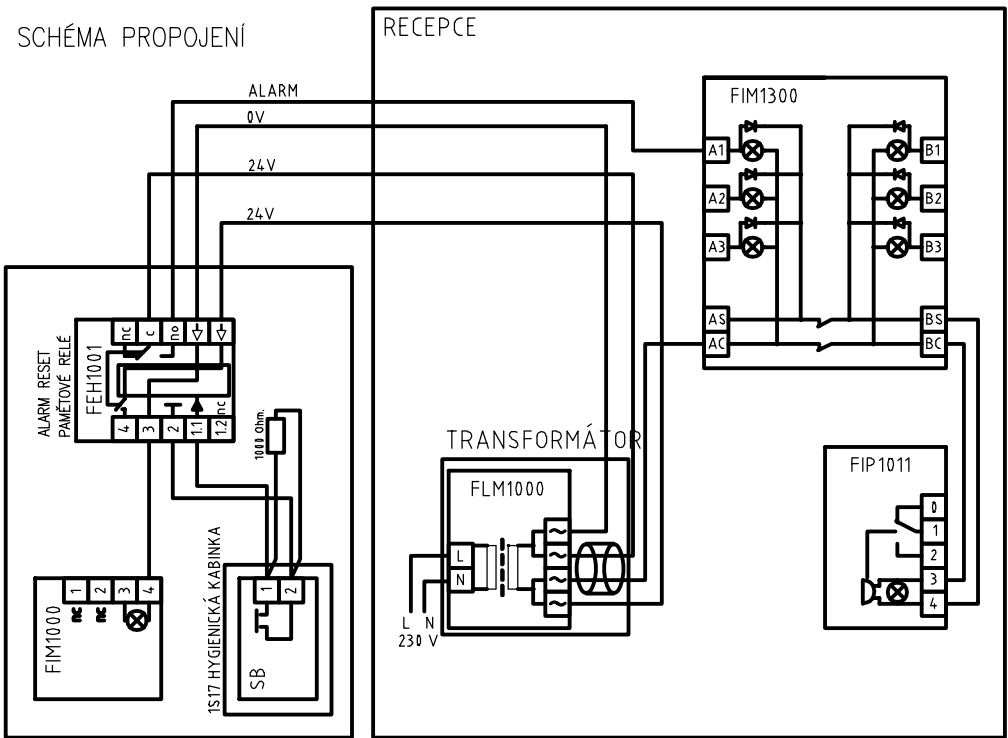 SCHÉMA PROPOJENÍ
RECEPCE
ALARM
0V
24V
24V
FIM1300
A1
A2
A3
AS
AC
B1
B2
B3
BS
BC
ALARM RESET
PAMĚŤOVÉ RELÉ
FEH1001
nc
c
no
4
3
2
1.1
1.2
nc
1000 Ohm.
TRANSFORMÁTOR
FLM1000
L
N
L N
230 V
FIP1011
0
1
2
3
4
FIM1000
1
2
3
4
nc
nc
1S17 HYGIENICKÁ KABINKA
1
2
SB